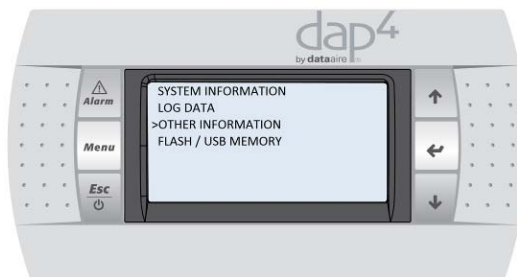 dap4
by dataaire
Alarm
Menu
Esc
SYSTEM INFORMATION
LOG DATA
>OTHER INFORMATION
FLASH / USB MEMORY